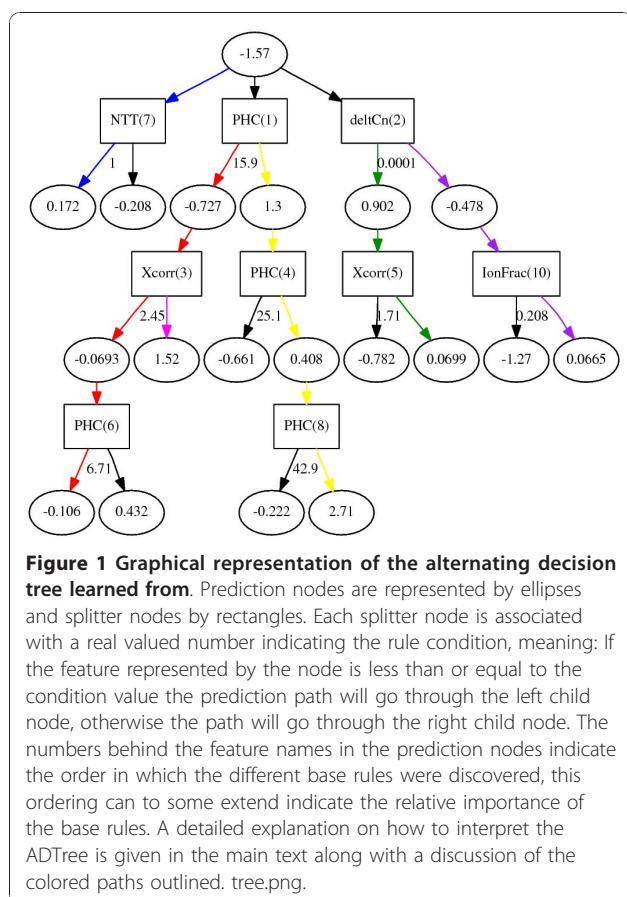 -1.57
NTT(7) PHC(1) deltCn(2)
1 15.9 0.0001
0.172 -0.208 -0.727 1.3 0.902 -0.478
Xcorr(3) PHC(4) Xcorr(5) IonFrac(10)
2.45 25.1 1.71 0.208
-0.0693 1.52 -0.661 0.408 -0.782 0.0699 -1.27 0.0665
PHC(6) PHC(8)
6.71 42.9
-0.106 0.432 -0.222 2.71
Figure 1 Graphical representation of the alternating decision
tree learned from. Prediction nodes are represented by ellipses
and splitter nodes by rectangles. Each splitter node is associated
with a real valued number indicating the rule condition, meaning: If
the feature represented by the node is less than or equal to the
condition value the prediction path will go through the left child
node, otherwise the path will go through the right child node. The
numbers behind the feature names in the prediction nodes indicate
the order in which the different base rules were discovered, this
ordering can to some extend indicate the relative importance of
the base rules. A detailed explanation on how to interpret the
ADTree is given in the main text along with a discussion of the
colored paths outlined. tree.png.